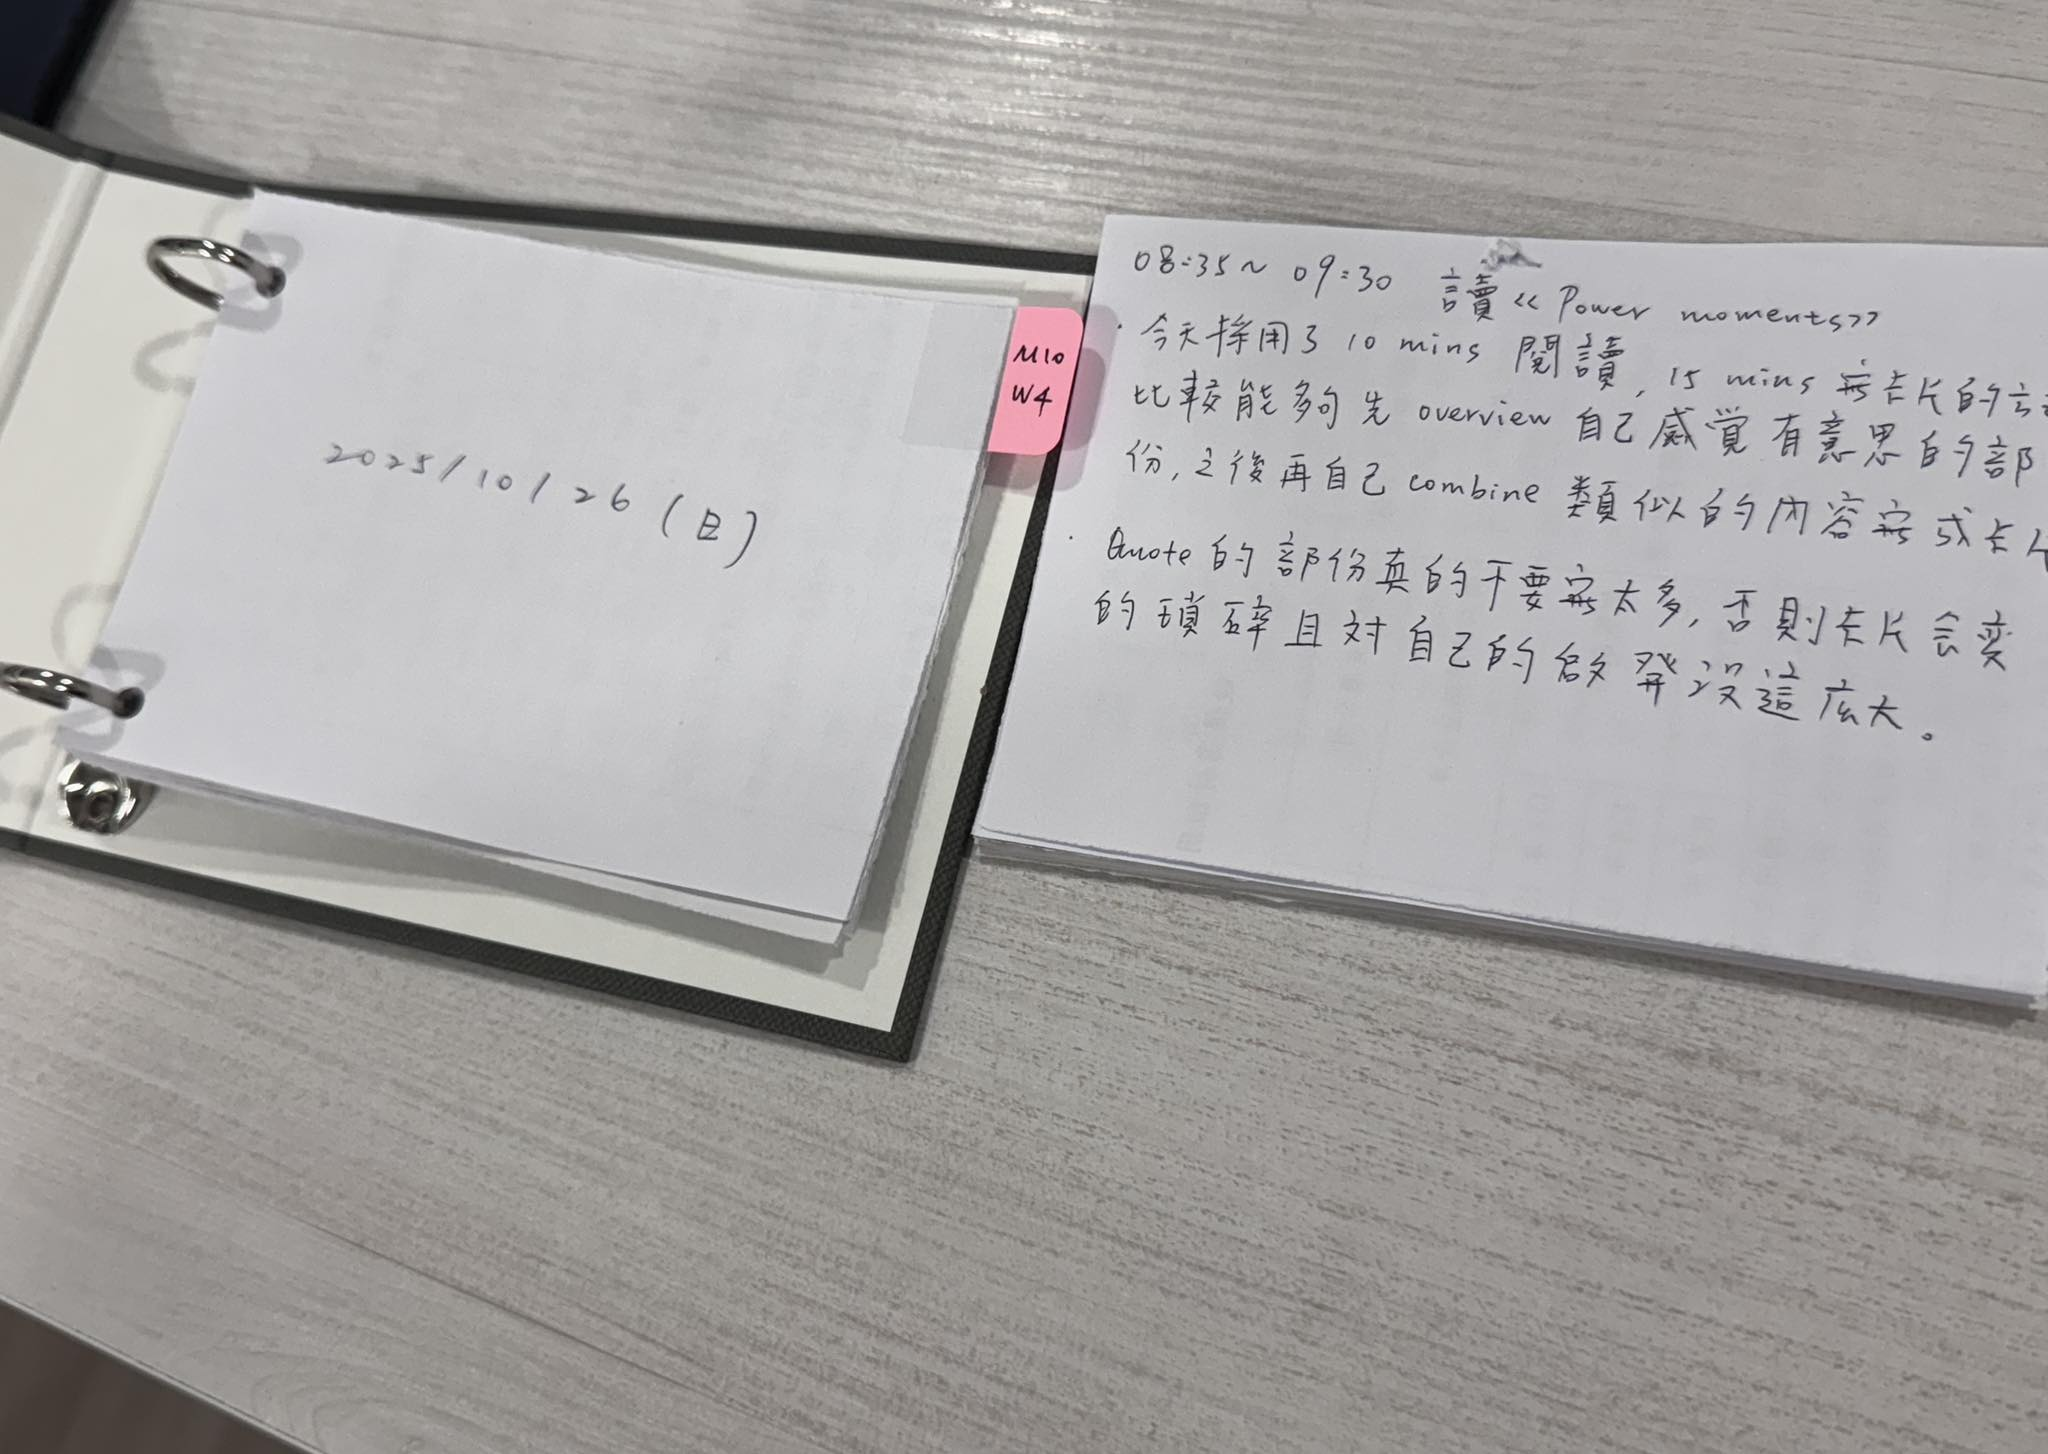 2025/10/26 (日)
M10
W4
08:35~09:30 讀《Power moments》
・今天採用了 10 mins 閱讀, 15 mins 寫卡片的方
比較能夠先 overview 自己感覺有意思的部
份, 之後再自己 combine 類似的內容寫成卡片
・Quote 的部份真的不要寫太多, 否則卡片会变
的瑣碎且对自己的啟發沒這広大。